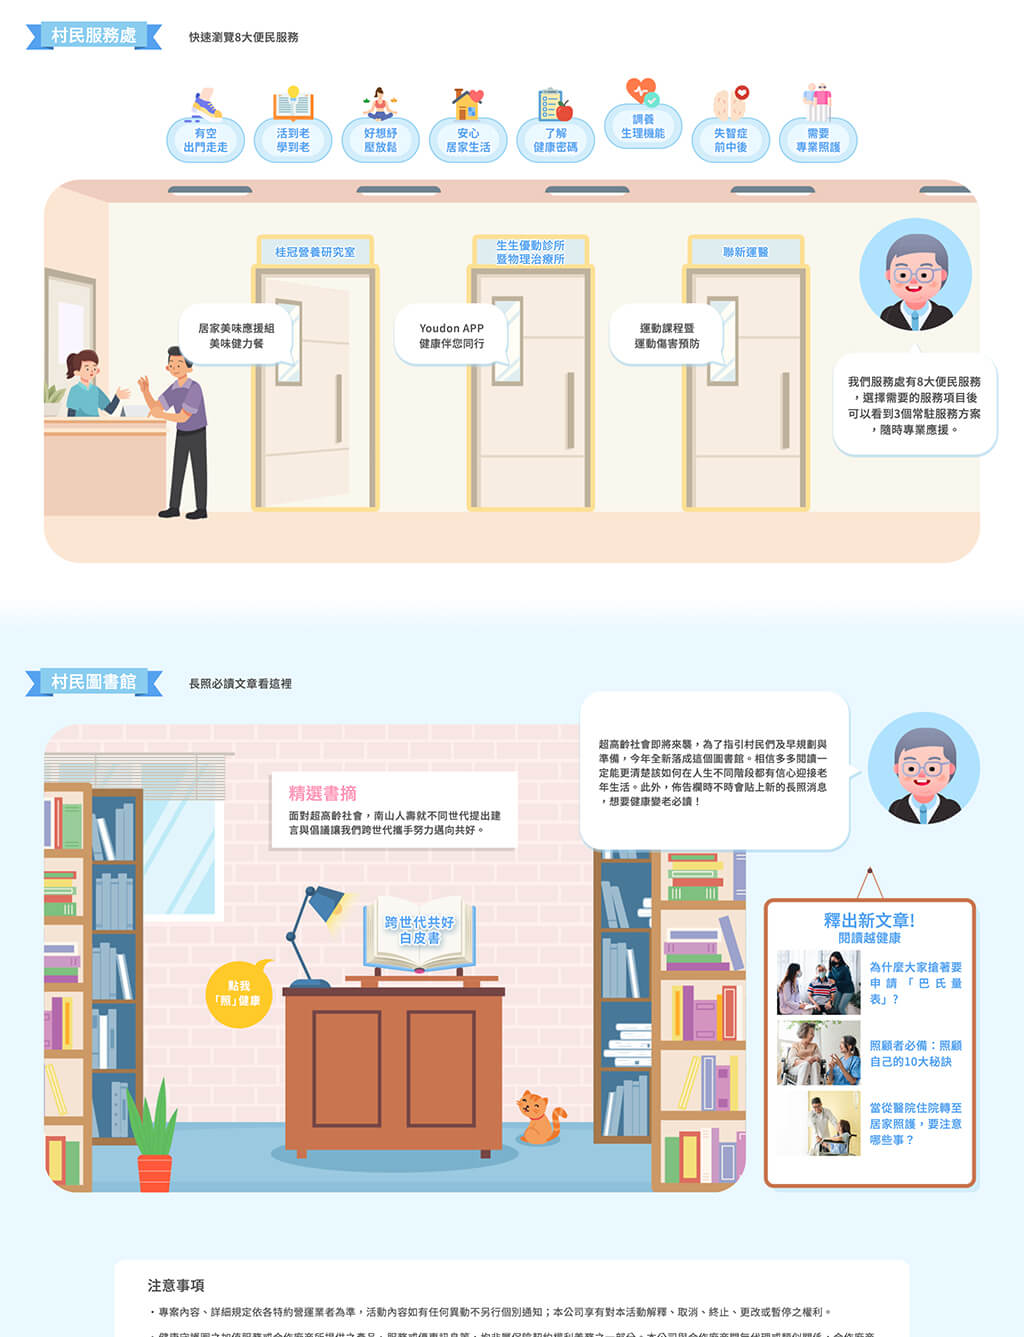 村民服務處
快速瀏覽8大便民服務
有空
出門走走
活到老
學到老
好想紓
壓放鬆
安心
居家生活
了解
健康密碼
調養
生理機能
失智症
前中後
需要
專業照護
桂冠營養研究室
生生優動診所
暨物理治療所
聯新運醫
居家美味應援組
美味健力餐
Youdon APP
健康伴您同行
運動課程暨
運動傷害預防
我們服務處有8大便民服務
，選擇需要的服務項目後
可以看到3個常駐服務方案
，隨時專業應援。
村民圖書館
長照必讀文章看這裡
超高齡社會即將來襲，為了指引村民們及早規劃與
準備，今年全新落成這個圖書館。相信多多閱讀一
定能更清楚該如何在人生不同階段都有信心迎接老
年生活。此外，佈告欄時不時會貼上新的長照消息
，想要健康變老必讀！
精選書摘
面對超高齡社會，南山人壽就不同世代提出建
言與倡議讓我們跨世代攜手努力邁向共好。
跨世代共好
白皮書
點我
「照」健康
釋出新文章!
閱讀越健康
為什麼大家搶著要
申請「巴氏量
表」?
照顧者必備：照顧
自己的10大秘訣
當從醫院住院轉至
居家照護，要注意
哪些事？
注意事項
・專案內容、詳細規定依各特約營運業者為準，活動內容如有任何異動不另行個別通知；本公司享有對本活動解釋、取消、終止、更改或暫停之權利。